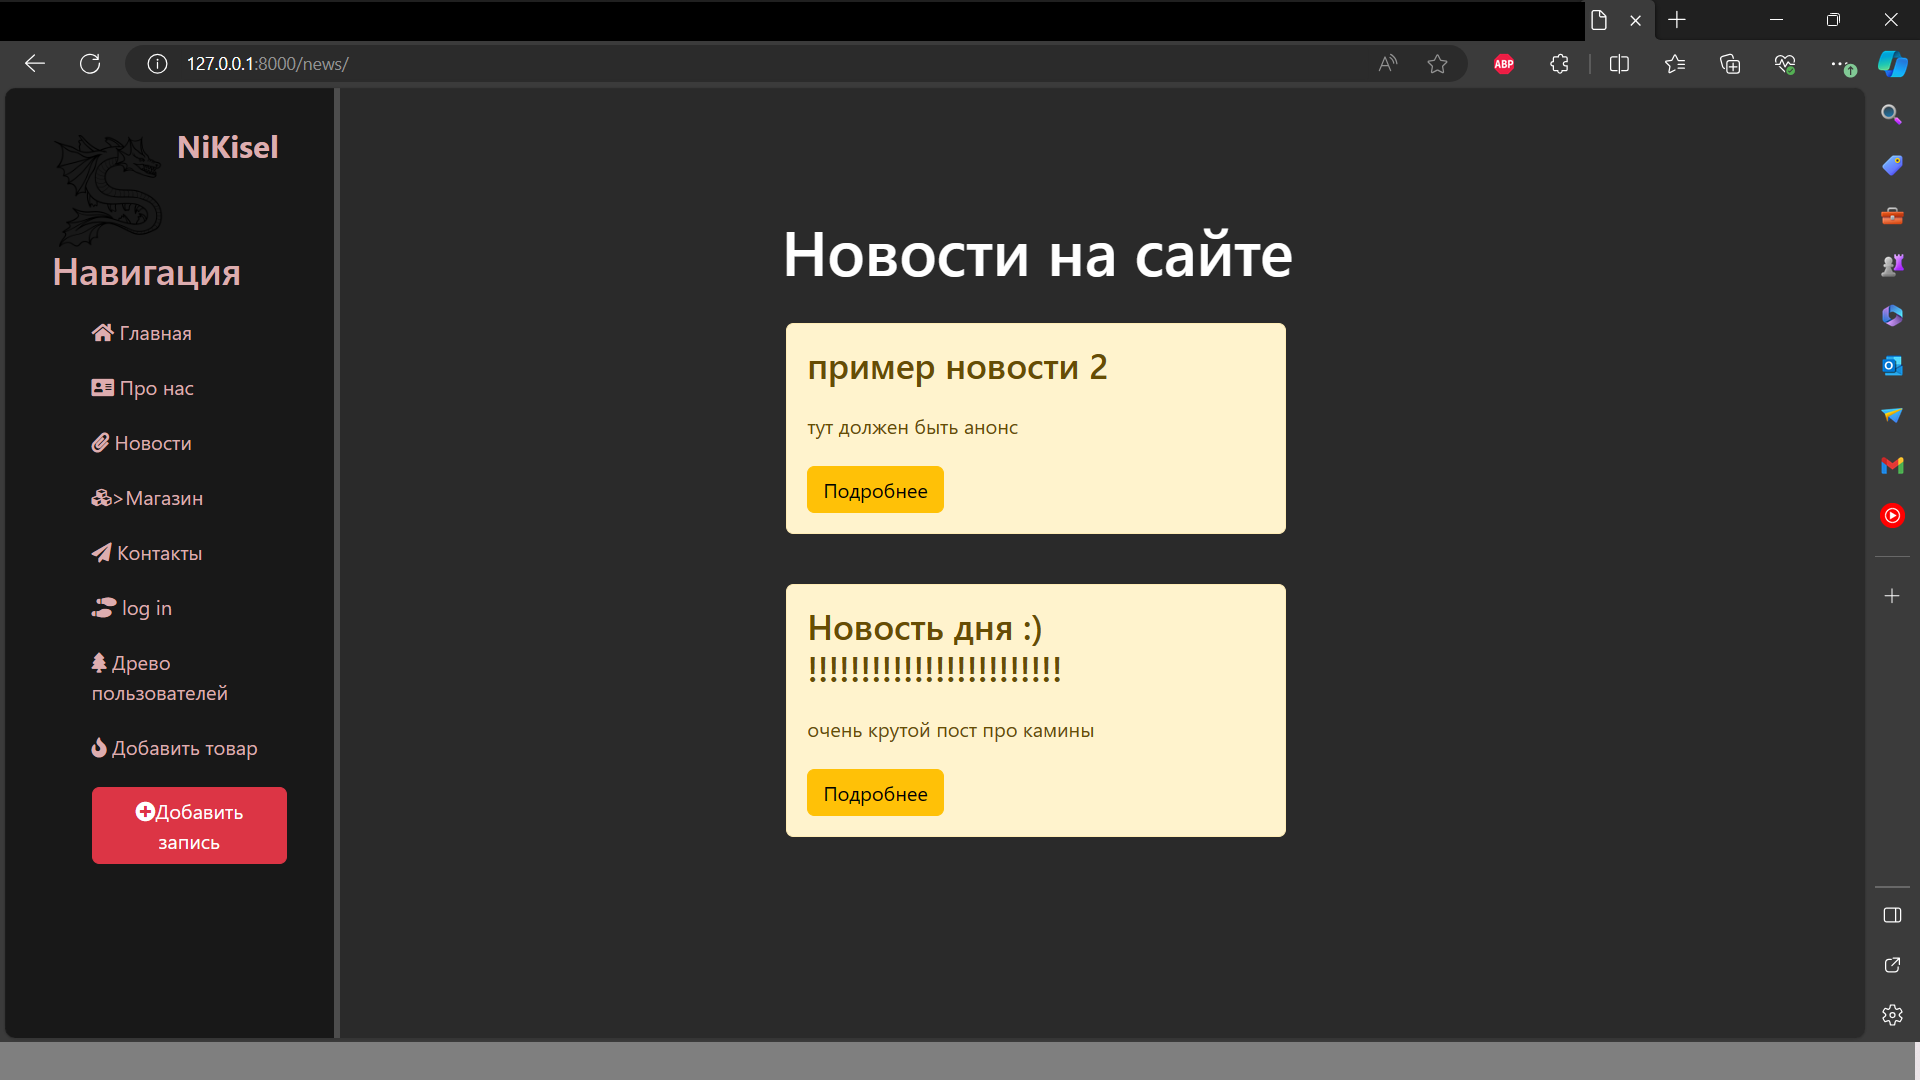 127.0.0.1:8000/news/
ABP
NiKisel
Навигация
Главная
Про нас
Новости
>Магазин
Контакты
log in
Древо
пользователей
Добавить товар
Добавить
запись
Новости на сайте
пример новости 2
тут должен быть анонс
Подробнее
Новость дня :)
!!!!!!!!!!!!!!!!!!!!!!!!
очень крутой пост про камины
Подробнее